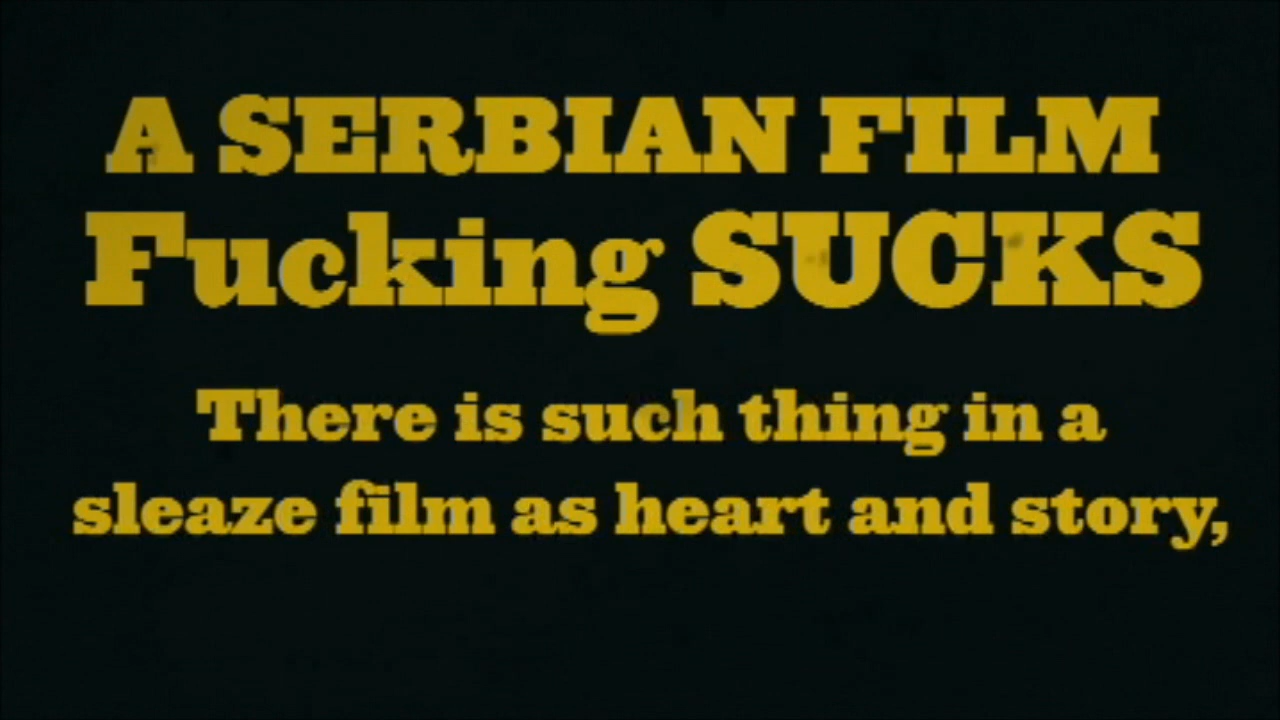 A SERBIAN FILM
Fucking SUCKS
There is such thing in a
sleaze film as heart and story,